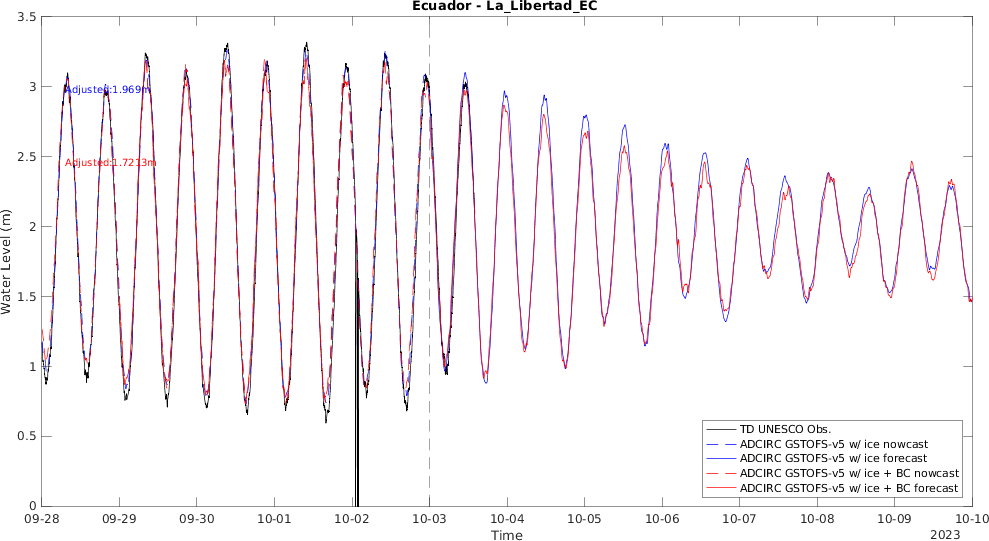 Ecuador - La_Libertad_EC
3.5
3
2.5
2
1.5
1
0.5
0
Water Level (m)
Adjusted:1.969m
Adjusted:1.7213m
TD UNESCO Obs.
ADCIRC GSTOFS-v5 w/ ice nowcast
ADCIRC GSTOFS-v5 w/ ice forecast
ADCIRC GSTOFS-v5 w/ ice + BC nowcast
ADCIRC GSTOFS-v5 w/ ice + BC forecast
09-28 09-29 09-30 10-01 10-02 10-03 10-04 10-05 10-06 10-07 10-08 10-09 10-10
Time
2023